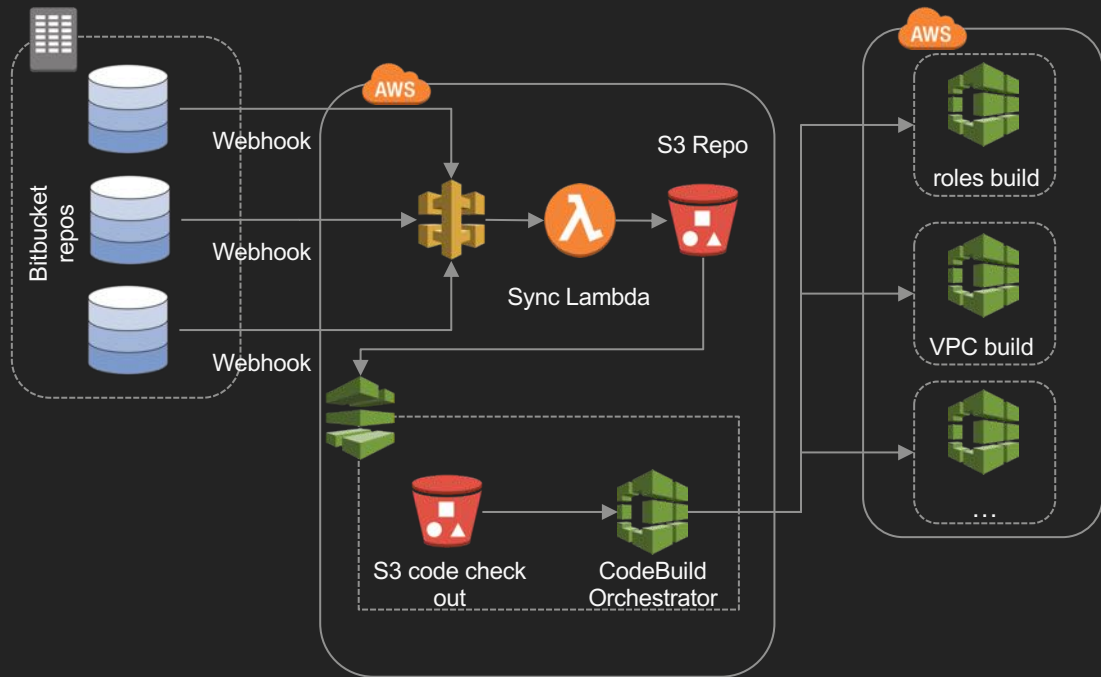 Bitbucket
repos
Webhook
Webhook
Webhook
AWS
S3 Repo
Sync Lambda
S3 code check
out
CodeBuild
Orchestrator
AWS
roles build
VPC build
...